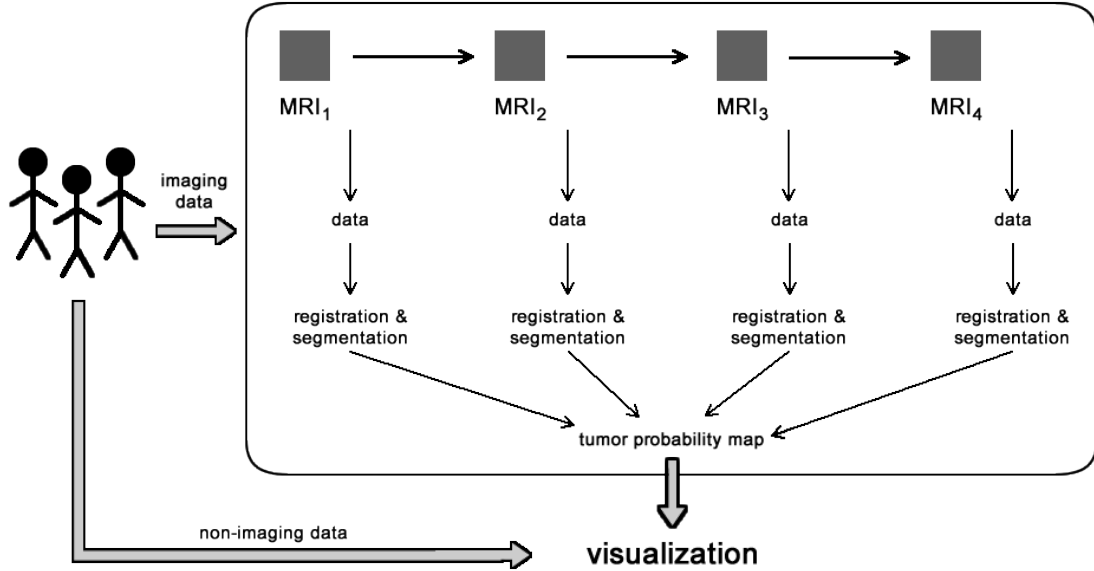 MRI₁ MRI₂ MRI₃ MRI₄
imaging
data
data data data data
registration & registration & registration & registration &
segmentation segmentation segmentation segmentation
tumor probability map
non-imaging data
visualization